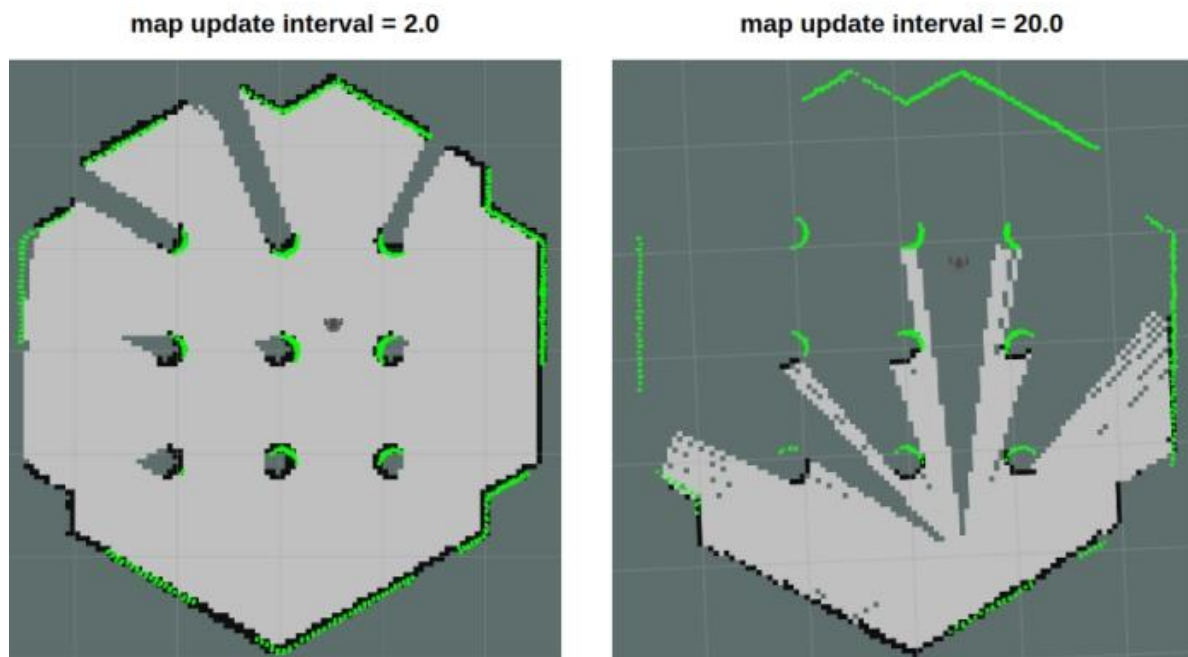 map update interval = 2.0
map update interval = 20.0